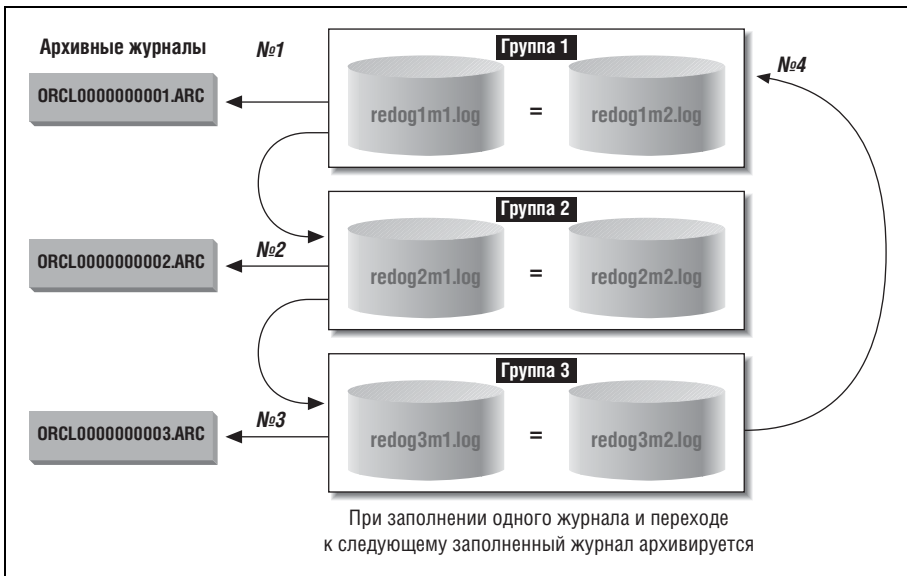 Архивные журналы
№1
Группа 1
№4
ORCL0000000001.ARC
redog1m1.log
=
redog1m2.log
Группа 2
№2
ORCL0000000002.ARC
redog2m1.log
=
redog2m2.log
Группа 3
№3
ORCL0000000003.ARC
redog3m1.log
=
redog3m2.log
При заполнении одного журнала и переходе
к следующему заполненный журнал архивируется